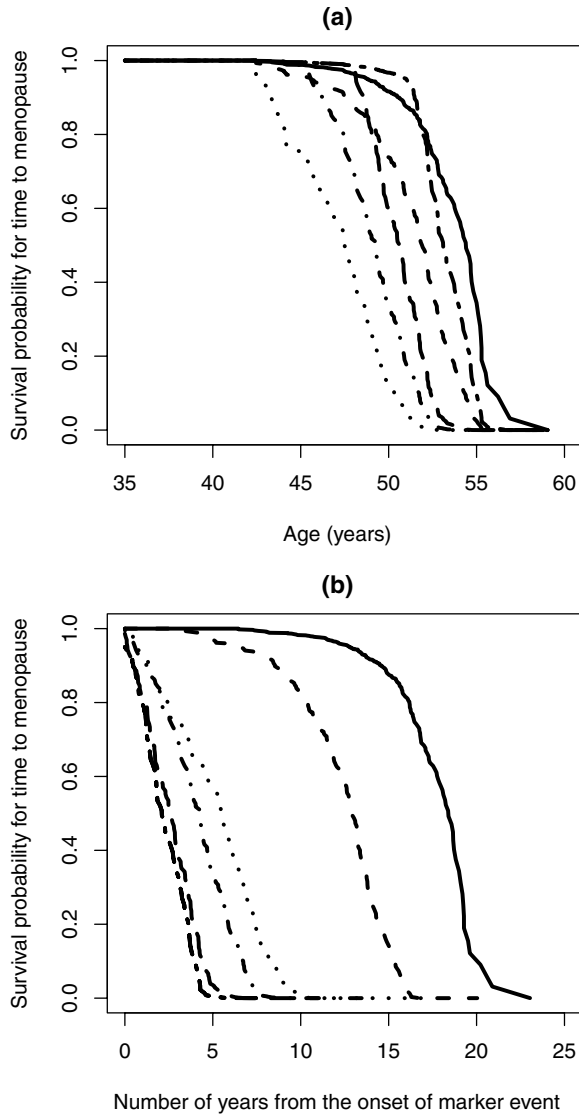 (a)
Survival probability for time to menopause
1.0
0.8
0.6
0.4
0.2
0.0
35 40 45 50 55 60
Age (years)
(b)
Survival probability for time to menopause
1.0
0.8
0.6
0.4
0.2
0.0
0 5 10 15 20 25
Number of years from the onset of marker event